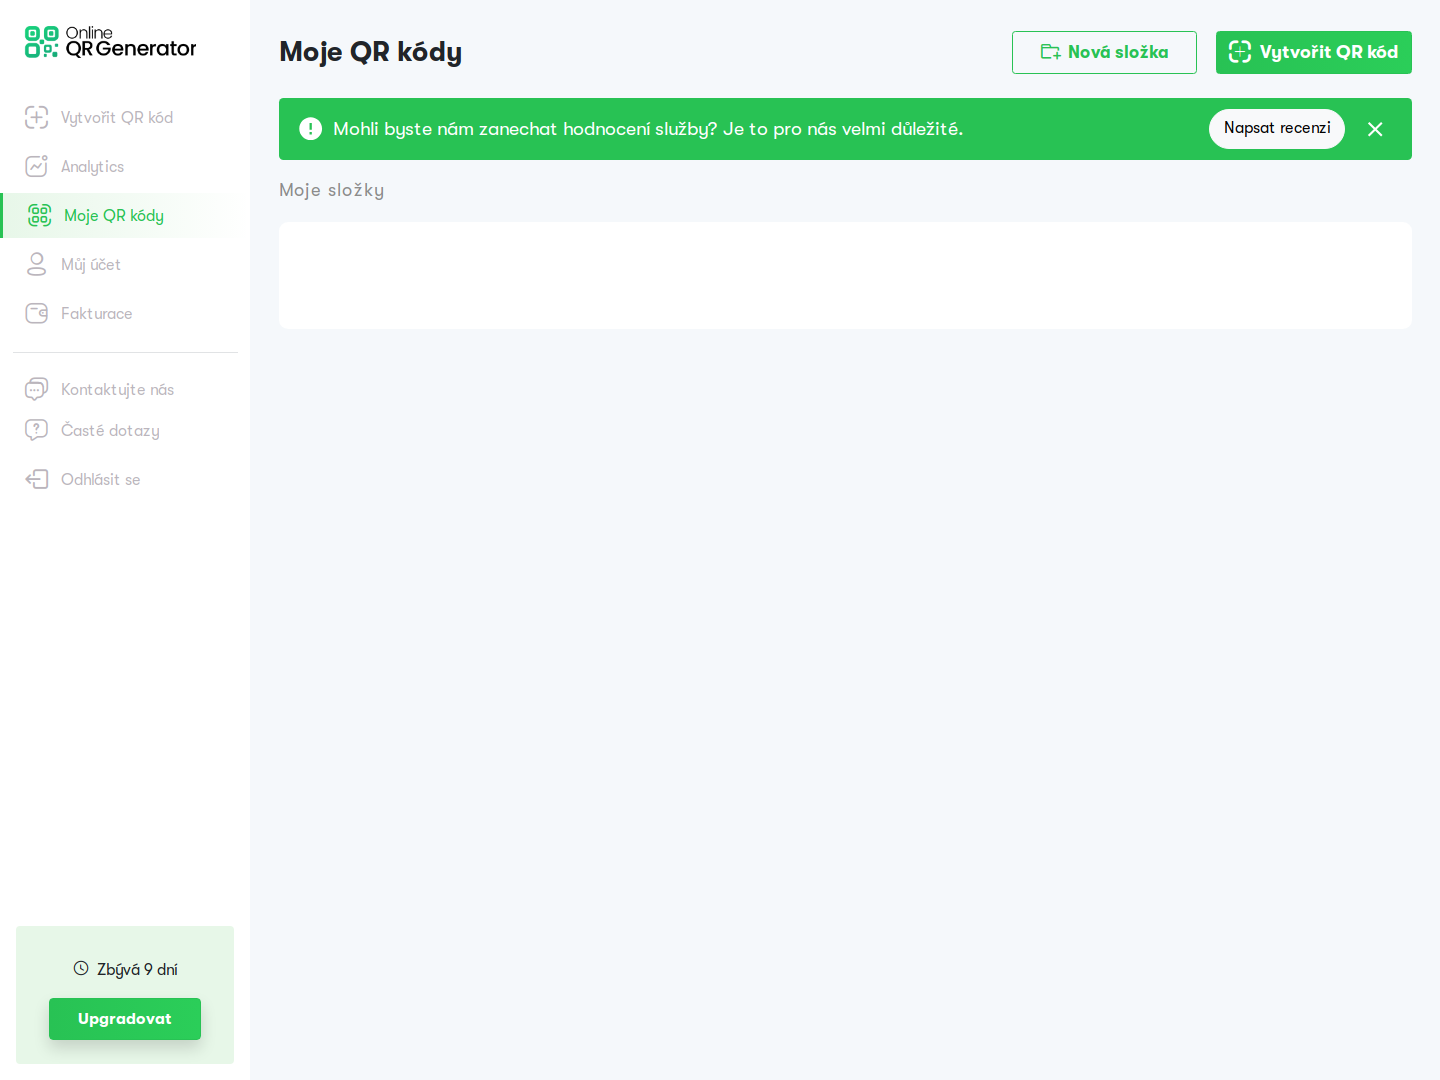 Online
QR Generator
Vytvořit QR kód
Analytics
Moje QR kódy
Můj účet
Fakturace
Kontaktujte nás
Časté dotazy
Odhlásit se
Zbývá 9 dní
Upgradovat
Moje QR kódy
Nová složka
Vytvořit QR kód
Mohli byste nám zanechat hodnocení služby? Je to pro nás velmi důležité.
Napsat recenzi
Moje složky